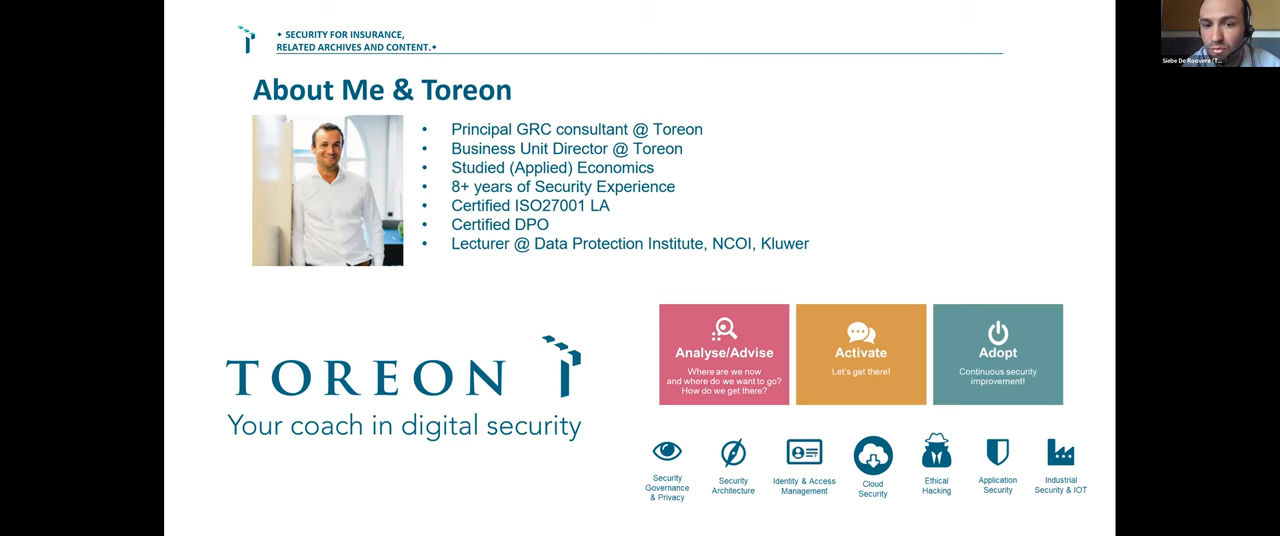 ✦ SECURITY FOR INSURANCE,
RELATED ARCHIVES AND CONTENT.✦
About Me & Toreon
• Principal GRC consultant @ Toreon
• Business Unit Director @ Toreon
• Studied (Applied) Economics
• 8+ years of Security Experience
• Certified ISO27001 LA
• Certified DPO
• Lecturer @ Data Protection Institute, NCOI, Kluwer
TOREON
Your coach in digital security
Analyse/Advise
Where are we now
and where do we want to go?
How do we get there?
Activate
Let's get there!
Adopt
Continuous security
improvement!
Security
Governance
& Privacy
Security
Architecture
Identity & Access
Management
Cloud
Security
Ethical
Hacking
Application
Security
Industrial
Security & IOT
Siebe De Roovere (T...